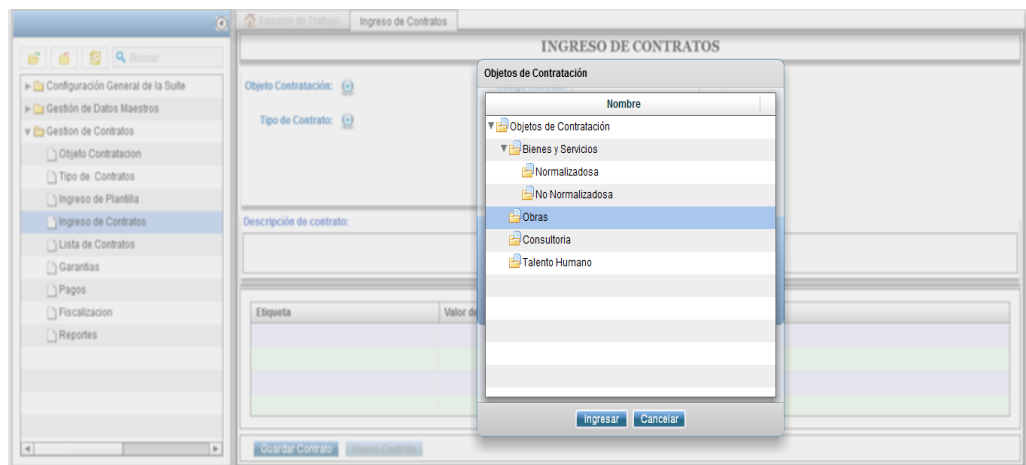 Espacio de Trabajo
Ingreso de Contratos
Buscar
Configuración General de la Suite
Gestión de Datos Maestros
Gestion de Contratos
Objeto Contratacion
Tipo de Contratos
Ingreso de Plantilla
Ingreso de Contratos
Lista de Contratos
Garantias
Pagos
Fiscalizacion
Reportes
INGRESO DE CONTRATOS
Objeto Contratación:
Tipo de Contrato:
Descripción de contrato:
Etiqueta
Valor de
Guardar Contrato
Nuevo Contrato
Objetos de Contratación
Nombre
Objetos de Contratación
Bienes y Servicios
Normalizadosa
No Normalizadosa
Obras
Consultoria
Talento Humano
Ingresar
Cancelar